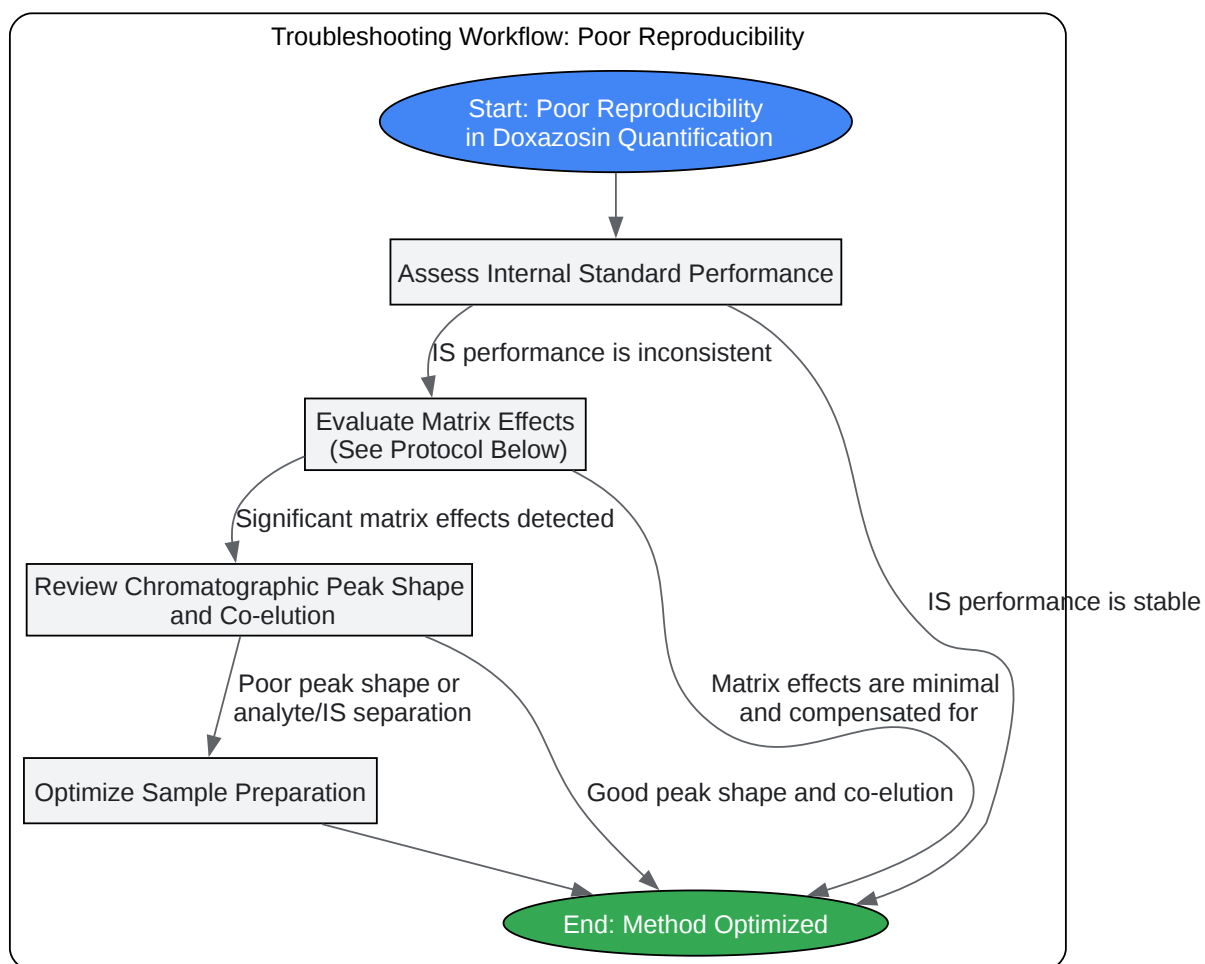 Troubleshooting Workflow: Poor Reproducibility
Start: Poor Reproducibility
in Doxazosin Quantification
Assess Internal Standard Performance
IS performance is inconsistent
Evaluate Matrix Effects
(See Protocol Below)
Significant matrix effects detected
Review Chromatographic Peak Shape
and Co-elution
IS performance is stable
Poor peak shape or
analyte/IS separation
Matrix effects are minimal
and compensated for
Optimize Sample Preparation
Good peak shape and co-elution
End: Method Optimized